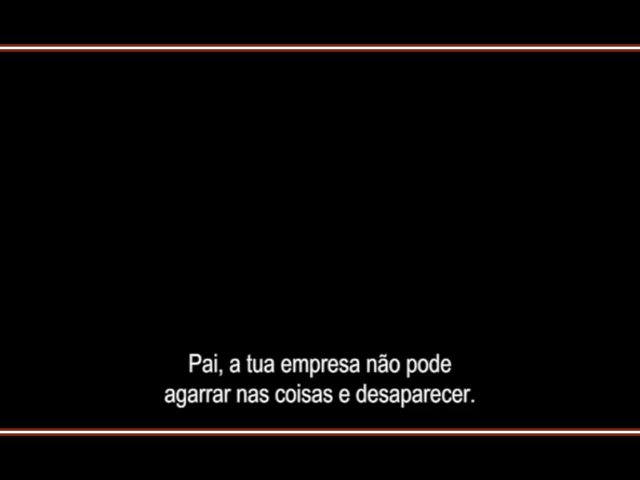 Pai, a tua empresa não pode
agarrar nas coisas e desaparecer.